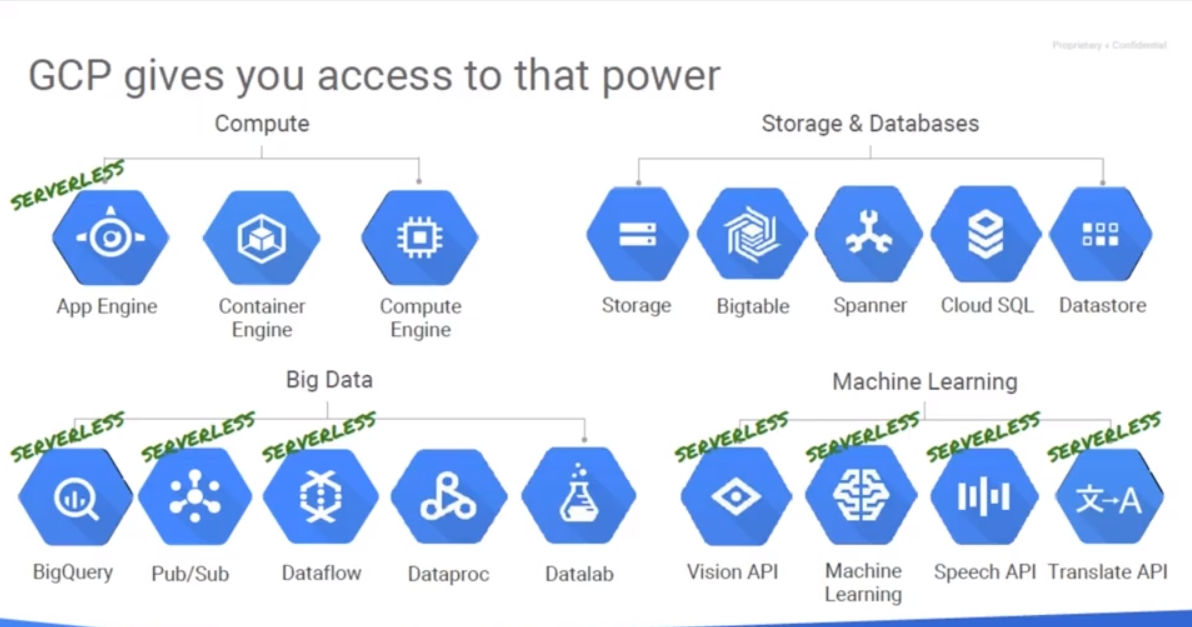 Proprietary + Confidential
GCP gives you access to that power
Compute
SERVERLESS
App Engine
Container
Engine
Compute
Engine
Storage & Databases
Storage
Bigtable
Spanner
Cloud SQL
Datastore
Big Data
SERVERLESS
BigQuery
SERVERLESS
Pub/Sub
SERVERLESS
Dataflow
Dataproc
Datalab
Machine Learning
SERVERLESS
Vision API
SERVERLESS
Machine
Learning
SERVERLESS
Speech API
SERVERLESS
文→A
Translate API